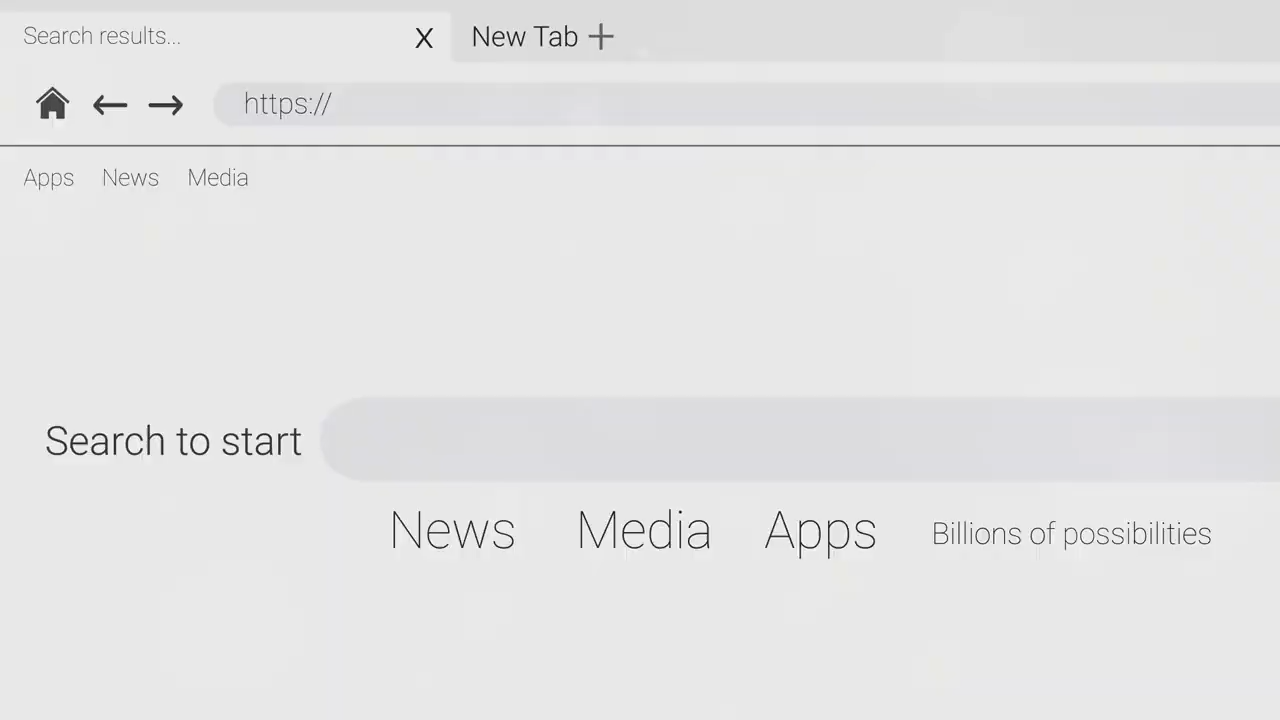 Search results... X New Tab +
https://
Apps News Media
Search to start
News Media Apps Billions of possibilities